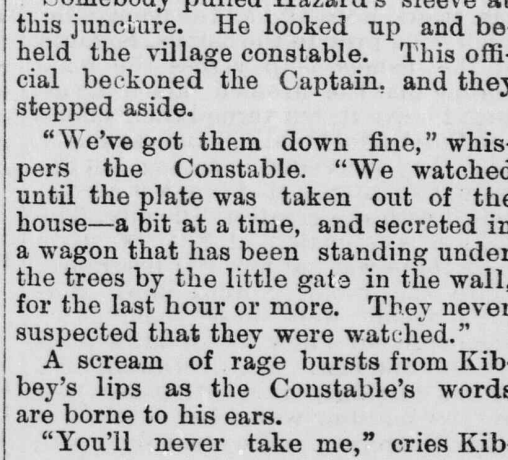 Somebody pulled Hazard's sleeve at
this juncture. He looked up and be-
held the village constable. This offi-
cial beckoned the Captain, and they
stepped aside.
"We've got them down fine," whis-
pers the Constable. "We watched
until the plate was taken out of the
house—a bit at a time, and secreted in
a wagon that has been standing under
the trees by the little gate in the wall,
for the last hour or more. They never
suspected that they were watched."
A scream of rage bursts from Kib-
bey's lips as the Constable's words
are borne to his ears.
"You'll never take me," cries Kib-